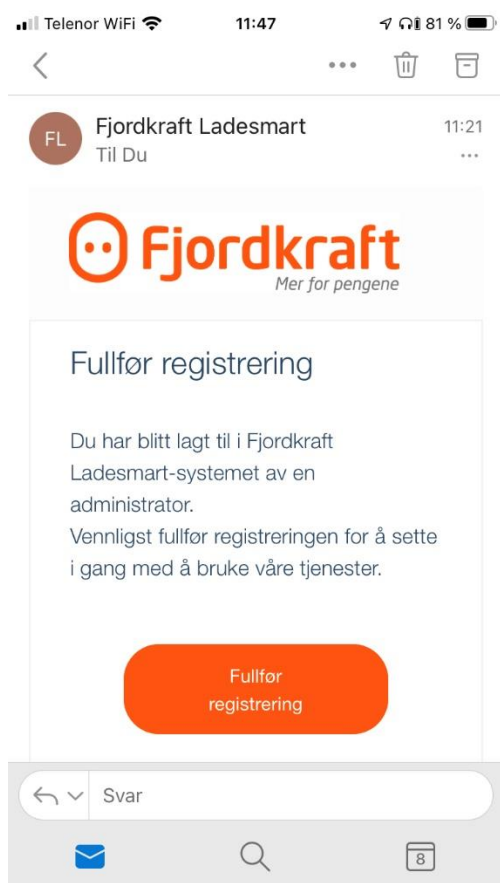 Telenor WiFi 11:47 81 %
FL
Fjordkraft Ladesmart 11:21
Til Du
Fjordkraft
Mer for pengene
Fullfør registrering
Du har blitt lagt til i Fjordkraft
Ladesmart-systemet av en
administrator.
Vennligst fullfør registreringen for å sette
i gang med å bruke våre tjenester.
Fullfør
registrering
Svar
8